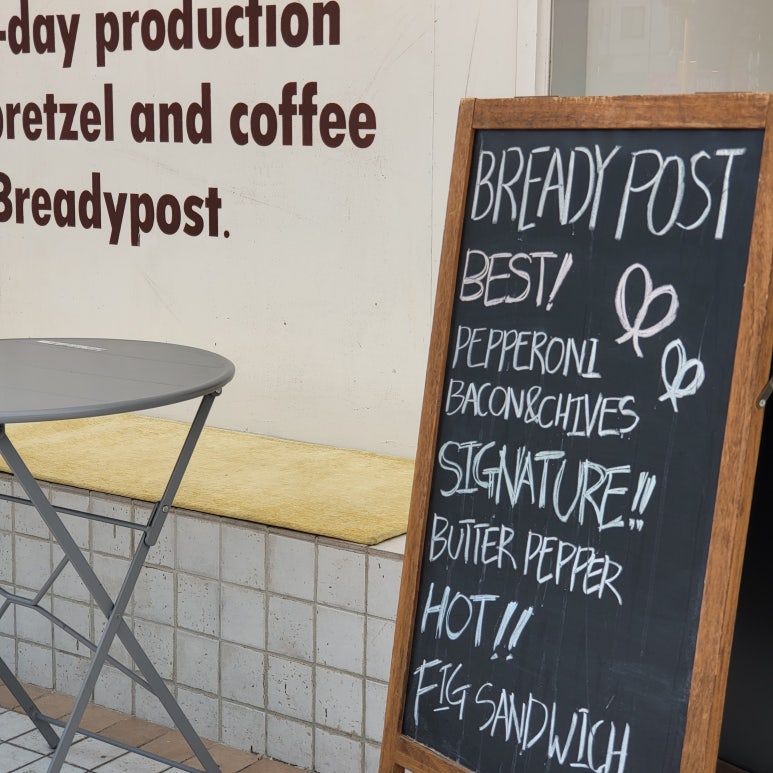 -day production
pretzel and coffee
Breadypost.
BREADY POST
BEST!
PEPPERONI
BACON&CHIVES
SIGNATURE!!
BUTTER PEPPER
HOT!!
FIG SANDWICH